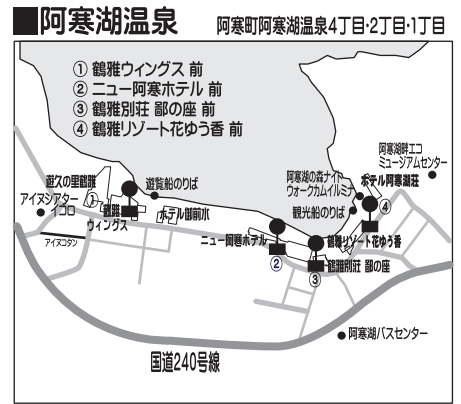 ■阿寒湖温泉
阿寒町阿寒湖温泉4丁目・2丁目・1丁目
① 鶴雅ウィングス 前
② ニュー阿寒ホテル 前
③ 鶴雅別荘 鄙の座 前
④ 鶴雅リゾート花ゆう香 前
阿寒湖畔エコ
ミュージアムセンター
阿寒湖の森ナイト
ウォークカムイルミナ
ホテル阿寒湖荘
遊久の里鶴雅
遊覧船のりば
アイヌシアター
イコロ
①
鶴雅
ウィングス
ホテル御前水
観光船のりば
④
アイヌコタン
ニュー阿寒ホテル
鶴雅リゾート花ゆう香
②
鶴雅別荘 鄙の座
③
阿寒湖バスセンター
国道240号線